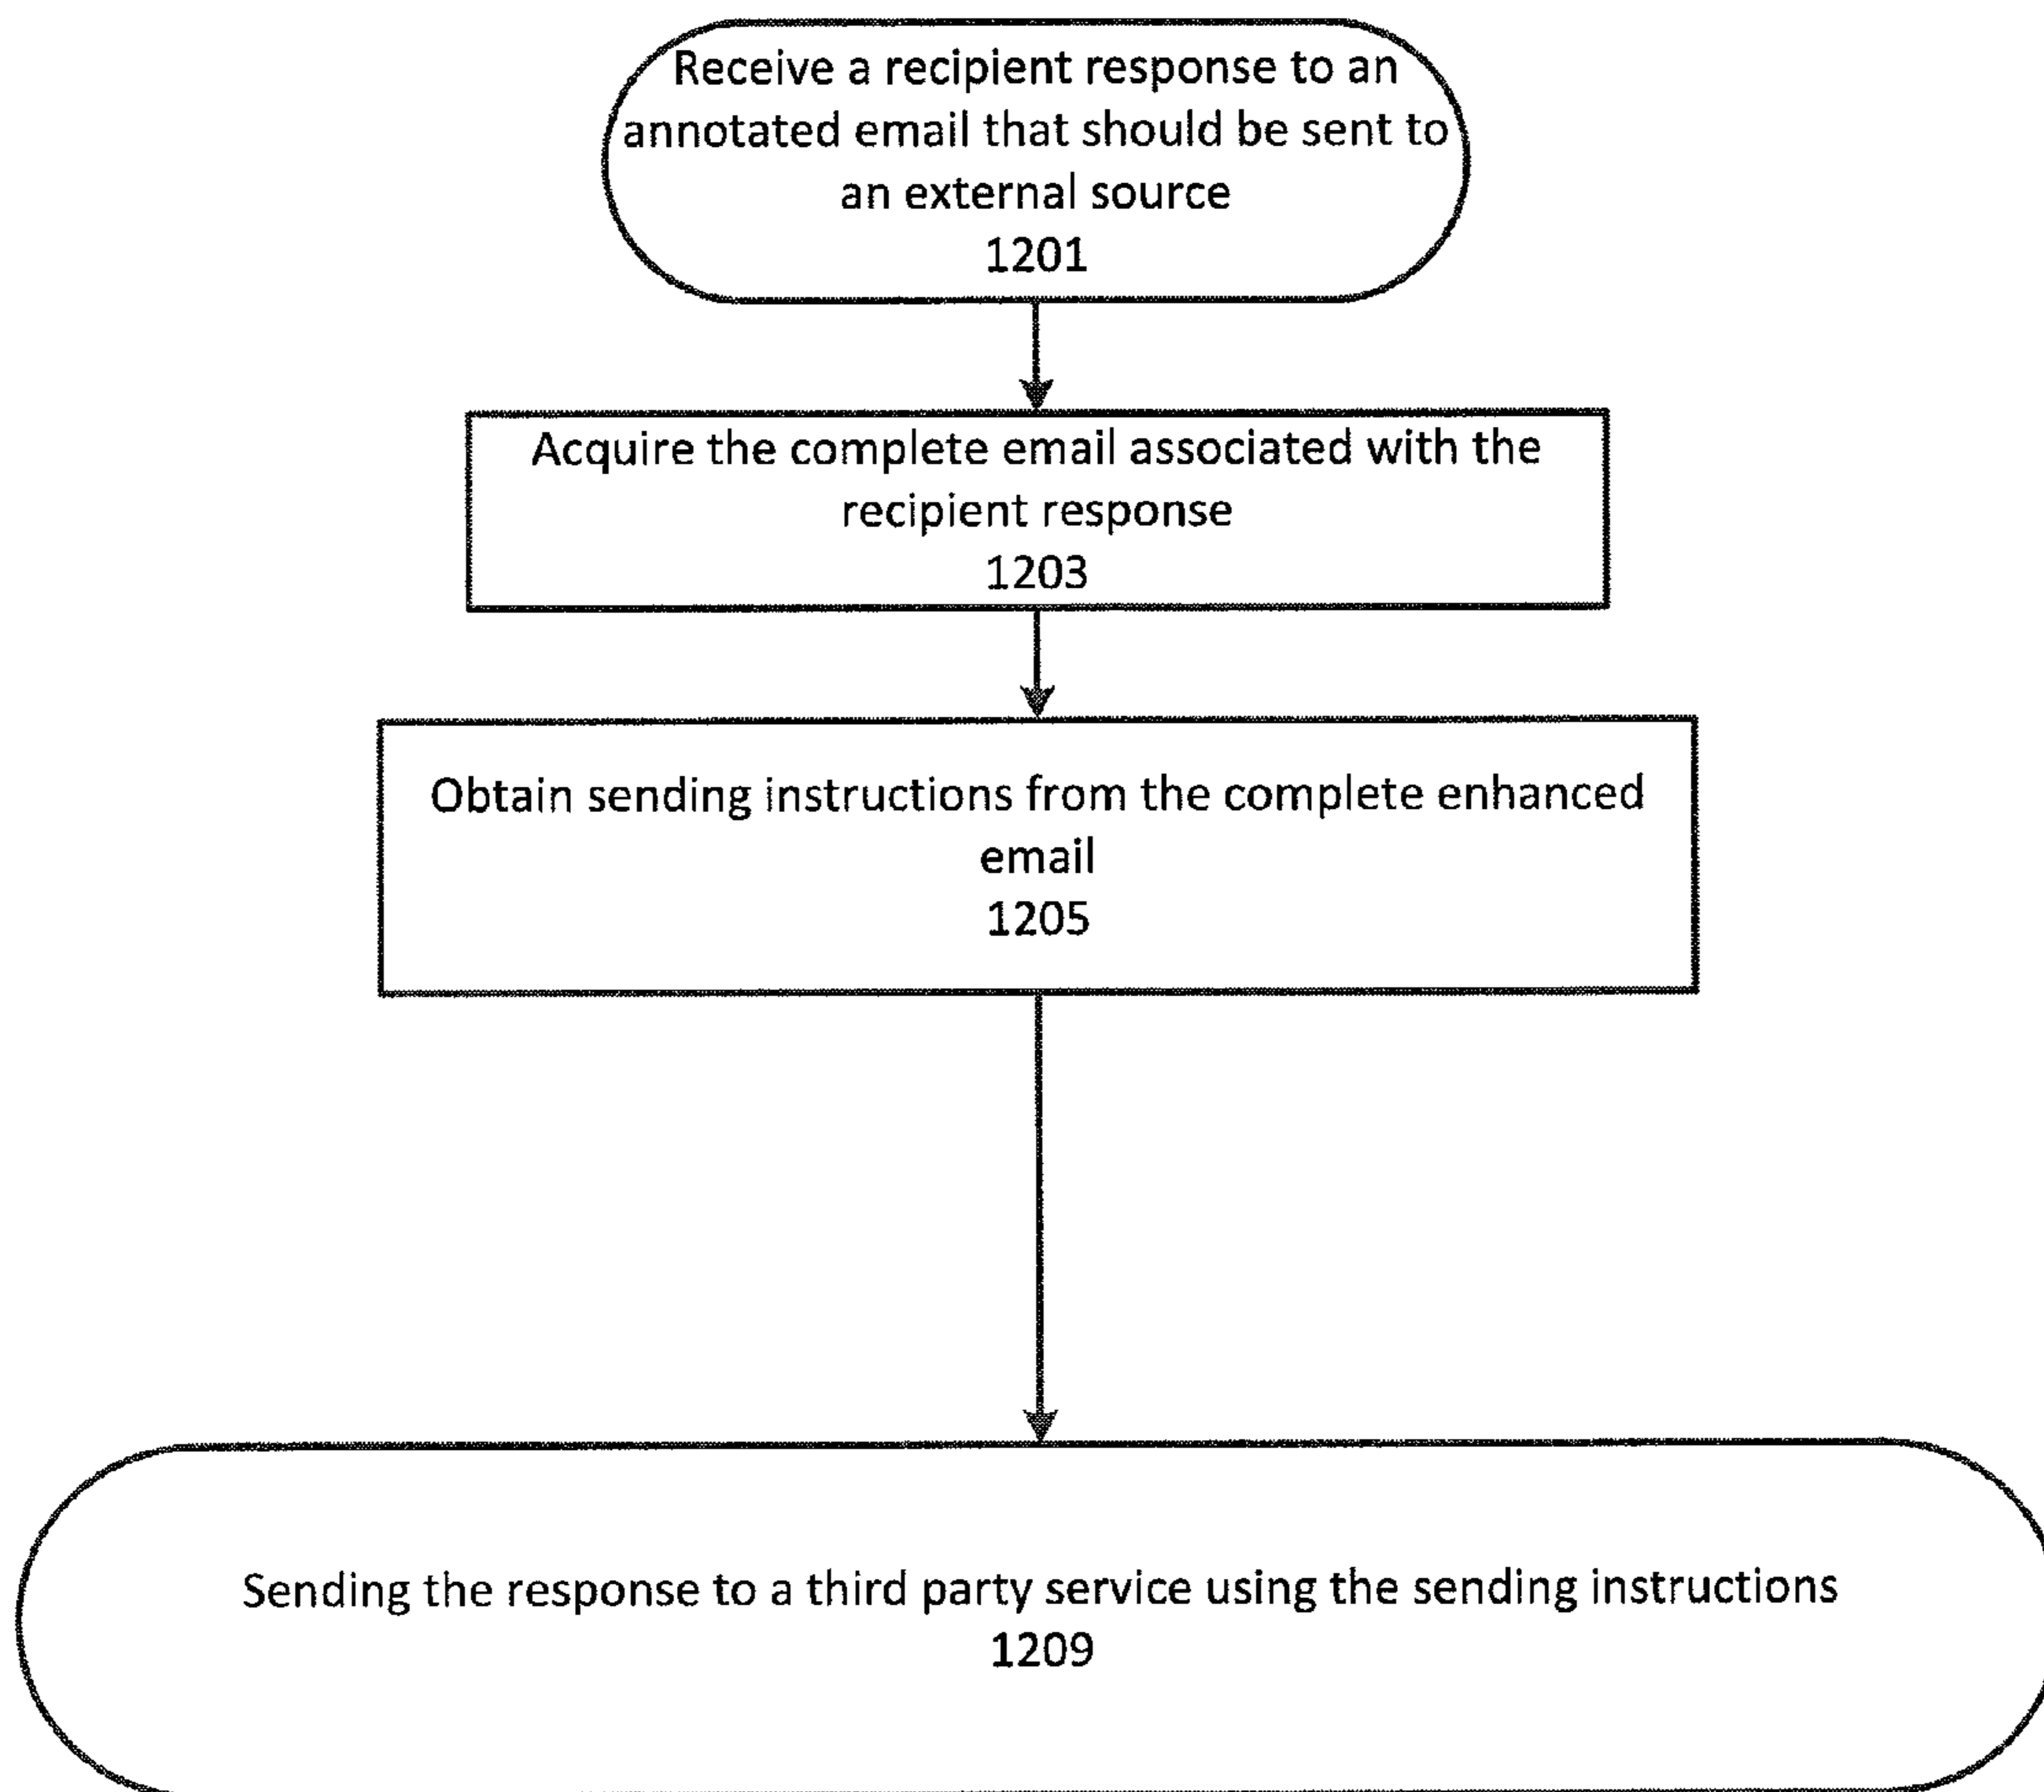 Receive a recipient response to an
annotated email that should be sent to
an external source
1201
Acquire the complete email associated with the
recipient response
1203
Obtain sending instructions from the complete enhanced
email
1205
Sending the response to a third party service using the sending instructions
1209